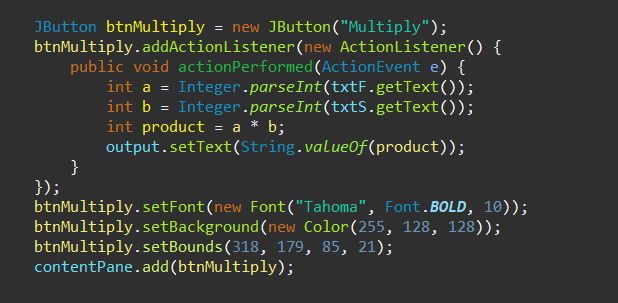 JButton btnMultiply = new JButton("Multiply");
btnMultiply.addActionListener(new ActionListener() {
public void actionPerformed(ActionEvent e) {
int a = Integer.parseInt(txtF.getText());
int b = Integer.parseInt(txtS.getText());
int product = a * b;
output.setText(String.valueOf(product));
}
});
btnMultiply.setFont(new Font("Tahoma", Font.BOLD, 10));
btnMultiply.setBackground(new Color(255, 128, 128));
btnMultiply.setBounds(318, 179, 85, 21);
contentPane.add(btnMultiply);